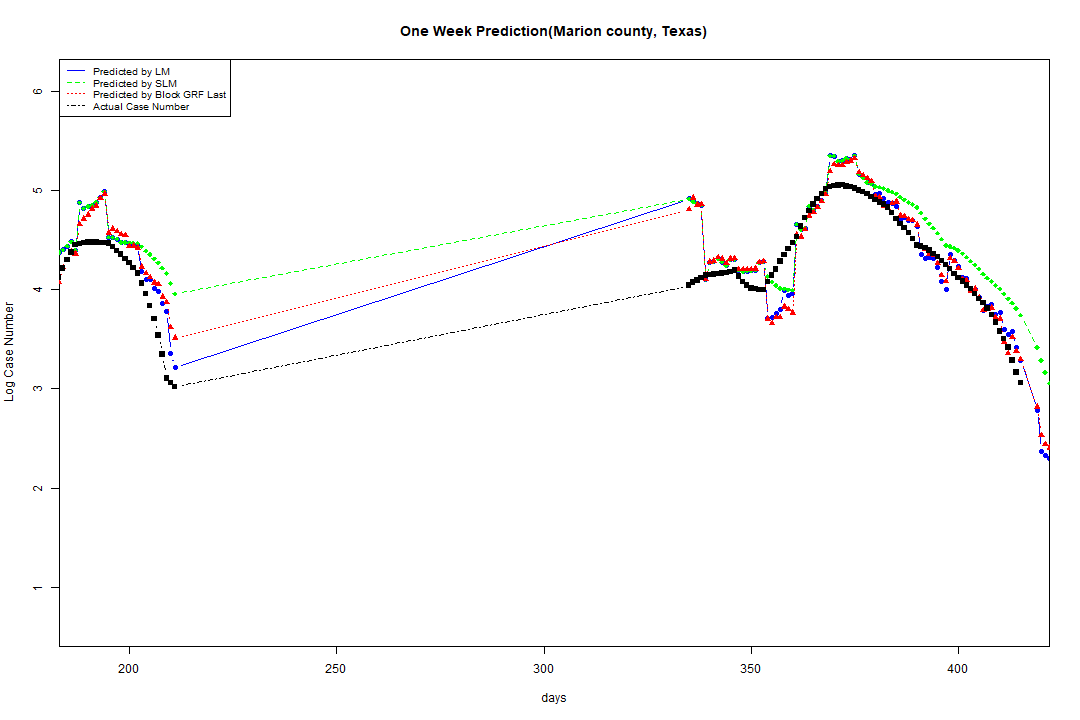 One Week Prediction(Marion county, Texas)
Predicted by LM
Predicted by SLM
Predicted by Block GRF Last
Actual Case Number
6
5
4
3
2
1
Log Case Number
200 250 300 350 400
days